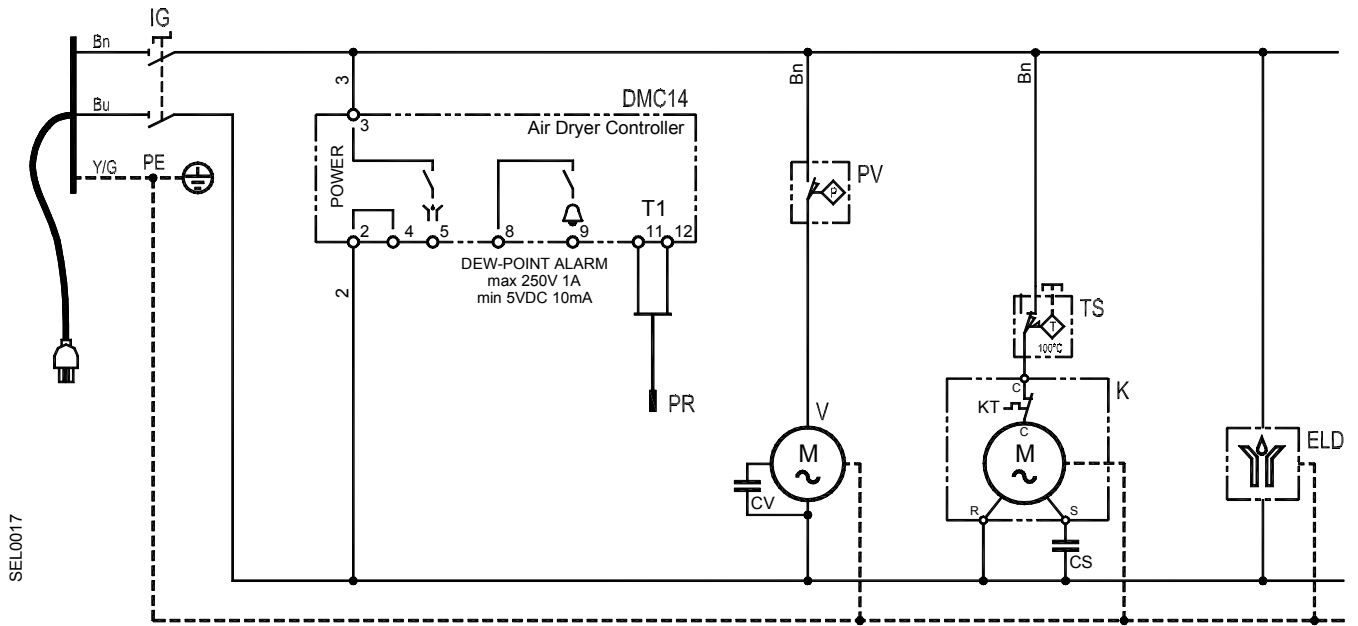 IG
Bn
Bu
Y/G PE
3
DMC14
3
Air Dryer Controller
POWER
T1
2 4 5 8 9 11 12
DEW-POINT ALARM
max 250V 1A
min 5VDC 10mA
2
PR
Bn
PV
P
V
M
CV
Bn
TS
T
100°C
C
K
KT
C
M
R S
CS
ELD
SEL0017